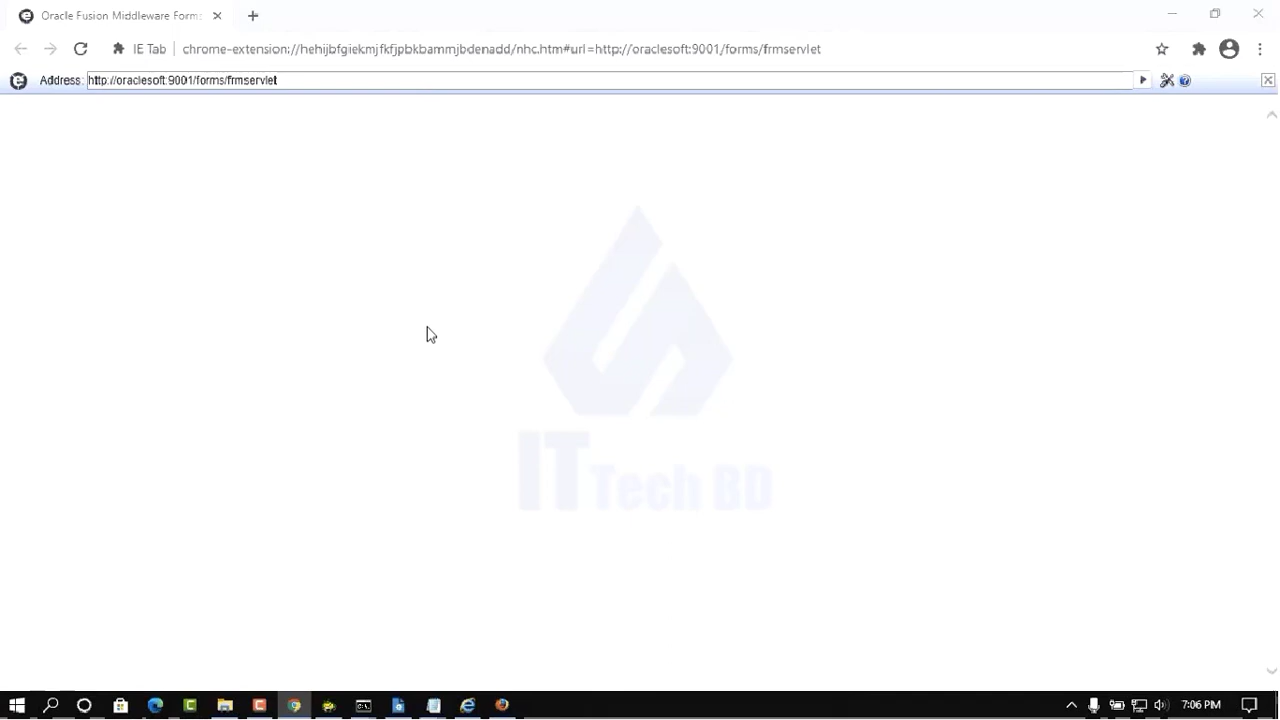 Oracle Fusion Middleware Forms
IE Tab
chrome-extension://hehijbfgiekmjfkfjpbkbammjbdenadd/nhc.htm#url=http://oraclesoft:9001/forms/frmservlet
Address: http://oraclesoft:9001/forms/frmservlet
IT Tech BD
7:06 PM